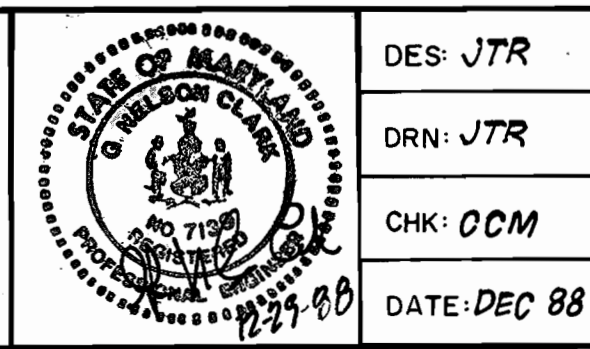 STATE OF MARYLAND
G. NELSON CLARK
NO. 713
REGISTERED
PROFESSIONAL ENGINEER
12-29-88
DES: JTR
DRN: JTR
CHK: CCM
DATE: DEC 88